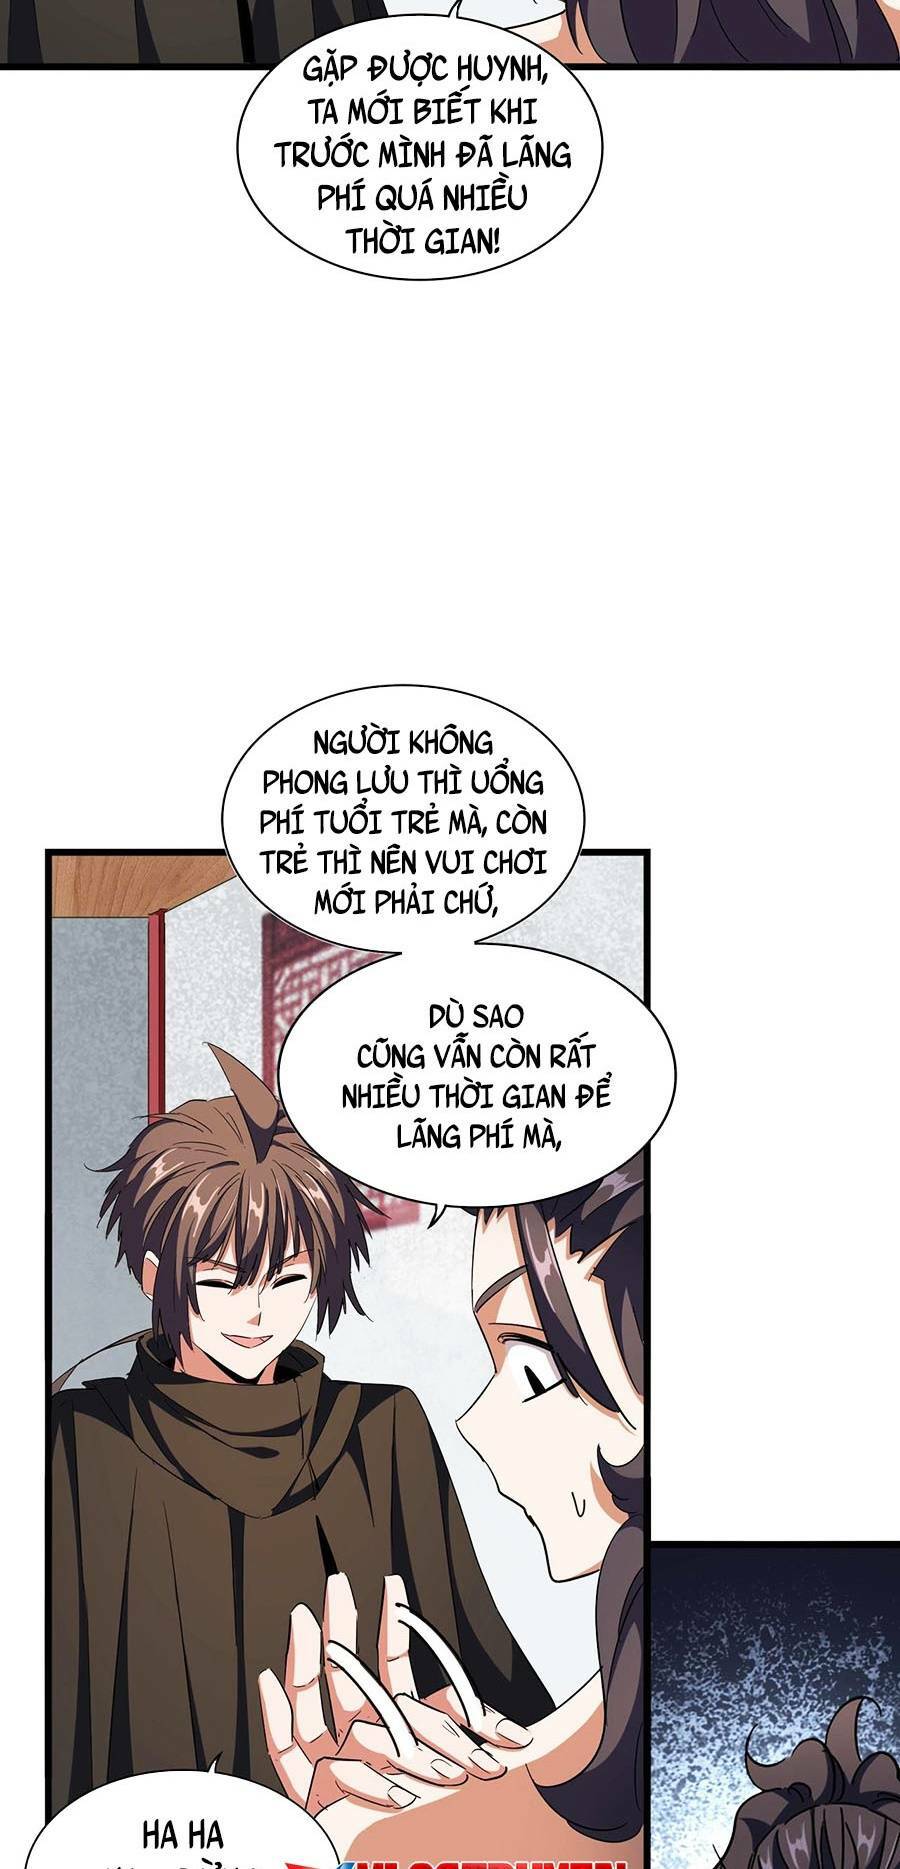 GẶP ĐƯỢC HUYNH,
TA MỚI BIẾT KHI
TRƯỚC MÌNH ĐÃ LÃNG
PHÍ QUÁ NHIỀU
THỜI GIAN!
NGƯỜI KHÔNG
PHONG LƯU THÌ UỔNG
PHÍ TUỔI TRẺ MÀ, CÒN
TRẺ THÌ NÊN VUI CHƠI
MỚI PHẢI CHỨ,
DÙ SAO
CŨNG VẪN CÒN RẤT
NHIỀU THỜI GIAN ĐỂ
LÃNG PHÍ MÀ,
HA HA